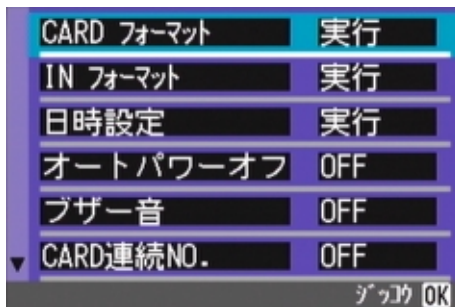 CARD フォーマット 実行
IN フォーマット 実行
日時設定 実行
オートパワーオフ OFF
ブザー音 OFF
CARD連続NO. OFF
ジッコウ OK